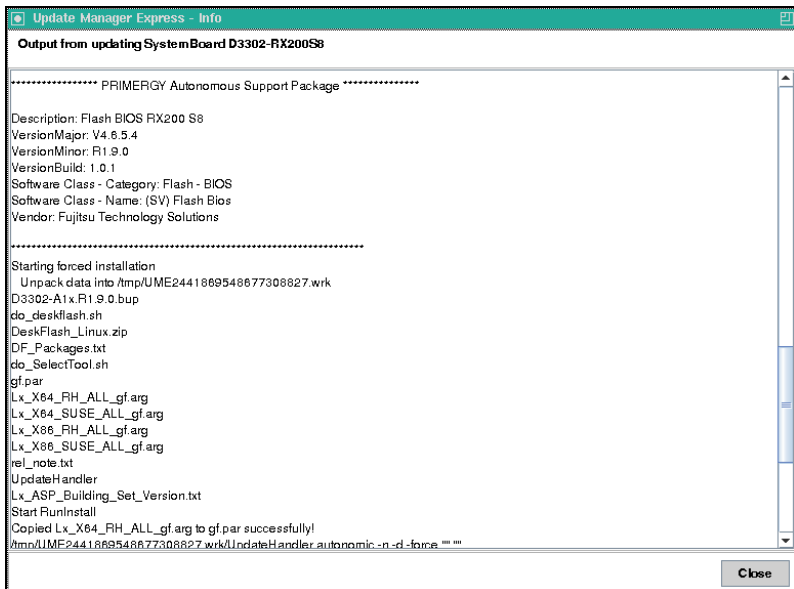 Update Manager Express - Info
Output from updating SystemBoard D3302-RX200S8
***************** PRIMERGY Autonomous Support Package ***************
Description: Flash BIOS RX200 S8
VersionMajor: V4.6.5.4
VersionMinor: R1.9.0
VersionBuild: 1.0.1
Software Class - Category: Flash - BIOS
Software Class - Name: (SV) Flash Bios
Vendor: Fujitsu Technology Solutions
**********************************************************************
Starting forced installation
Unpack data into /tmp/UME2441869548677308827.wrk
D3302-A1x.R1.9.0.bup
do_deskflash.sh
DeskFlash_Linux.zip
DF_Packages.txt
do_SelectTool.sh
gf.par
Lx_X64_RH_ALL_gf.arg
Lx_X64_SUSE_ALL_gf.arg
Lx_X86_RH_ALL_gf.arg
Lx_X86_SUSE_ALL_gf.arg
rel_note.txt
UpdateHandler
Lx_ASP_Building_Set_Version.txt
Start RunInstall
Copied Lx_X64_RH_ALL_gf.arg to gf.par successfully!
/tmp/UME2441869548677308827.wrk/UpdateHandler autonomic -n -d -force "" ""
Close